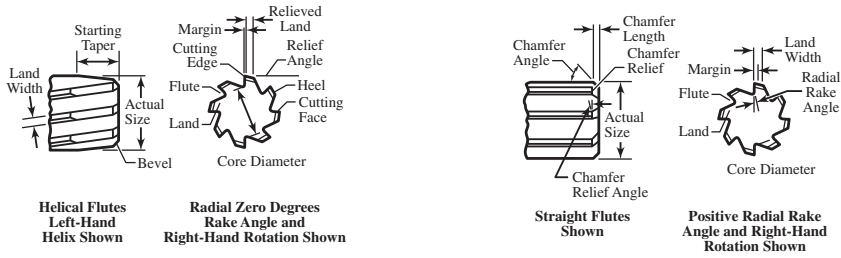 Starting
Taper
Land
Width
Actual
Size
Bevel
Helical Flutes
Left-Hand
Helix Shown
Relieved
Land
Margin
Cutting
Edge
Relief
Angle
Flute
Heel
Cutting
Face
Land
Core Diameter
Radial Zero Degrees
Rake Angle and
Right-Hand Rotation Shown
Chamfer
Length
Chamfer
Angle
Chamfer
Relief
Actual
Size
Chamfer
Relief Angle
Straight Flutes
Shown
Land
Width
Margin
Flute
Radial
Rake
Angle
Land
Core Diameter
Positive Radial Rake
Angle and Right-Hand
Rotation Shown